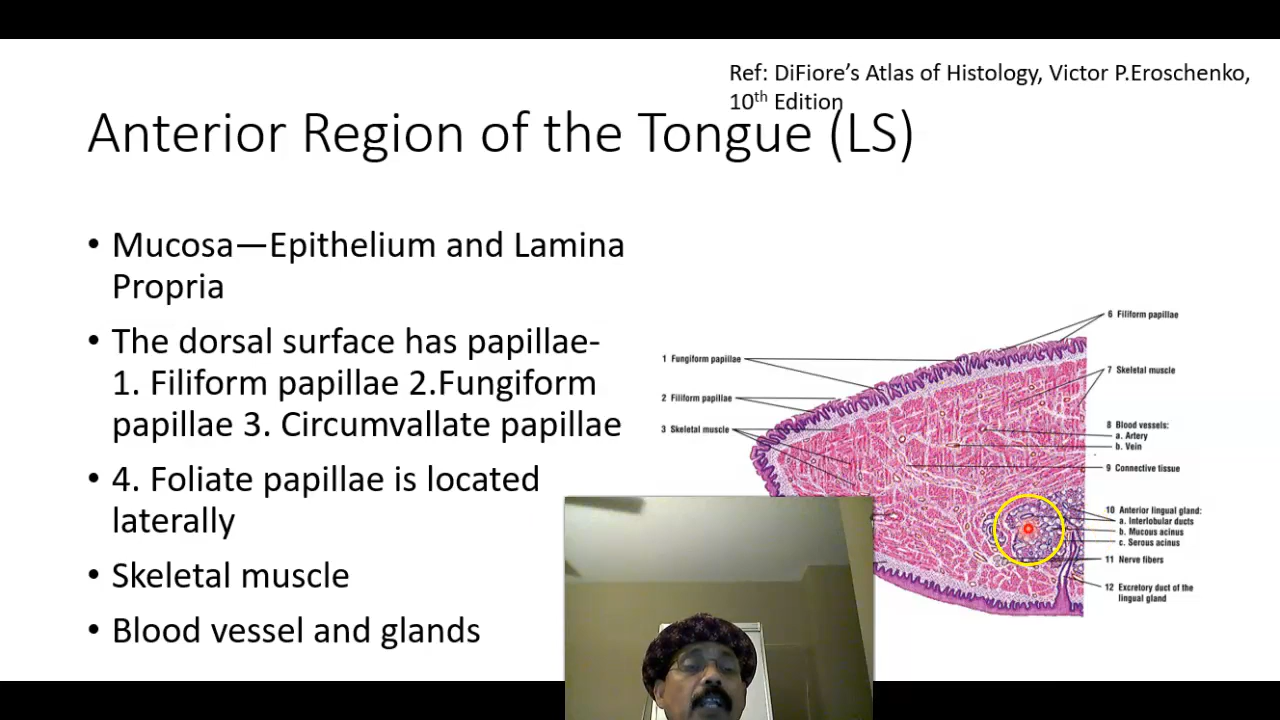 Ref: DiFiore’s Atlas of Histology, Victor P.Eroschenko,
10th Edition
Anterior Region of the Tongue (LS)
• Mucosa—Epithelium and Lamina
Propria
• The dorsal surface has papillae-
1. Filiform papillae 2.Fungiform
papillae 3. Circumvallate papillae
• 4. Foliate papillae is located
laterally
• Skeletal muscle
• Blood vessel and glands
1 Fungiform papillae
2 Filiform papillae
3 Skeletal muscle
6 Filiform papillae
7 Skeletal muscle
8 Blood vessels:
a. Artery
b. Vein
9 Connective tissue
10 Anterior lingual gland:
a. Interlobular ducts
b. Mucous acinus
c. Serous acinus
11 Nerve fibers
12 Excretory duct of the
lingual gland